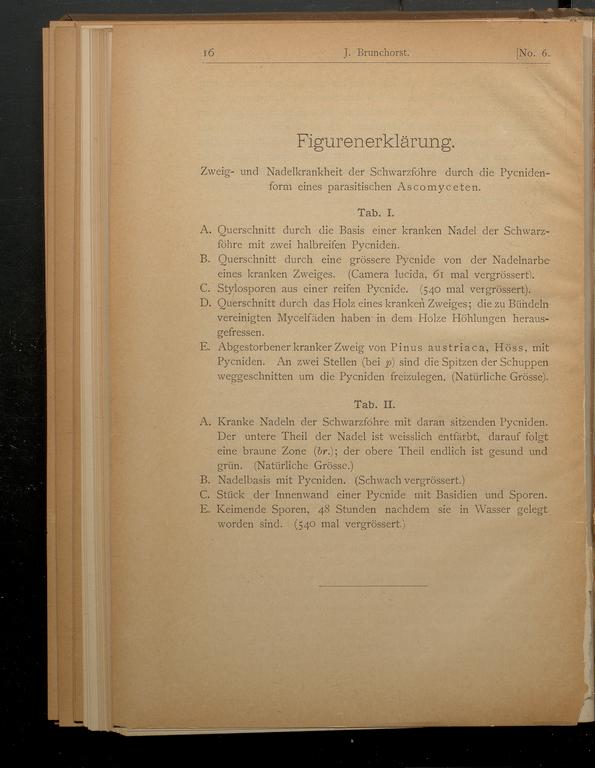 16 J. Brunchorst. [No. 6.
Figurenerklärung.
Zweig- und Nadelkrankheit der Schwarzföhre durch die Pycniden-
form eines parasitischen Ascomyceten.
Tab. I.
A. Querschnitt durch die Basis einer kranken Nadel der Schwarz-
föhre mit zwei halbreifen Pycniden.
B. Querschnitt durch eine grössere Pycnide von der Nadelnarbe
eines kranken Zweiges. (Camera lucida, 61 mal vergrössert).
C. Stylosporen aus einer reifen Pycnide. (540 mal vergrössert).
D. Querschnitt durch das Holz eines kranken Zweiges; die zu Bündeln
vereinigten Mycelfäden haben in dem Holze Höhlungen heraus-
gefressen.
E. Abgestorbener kranker Zweig von Pinus austriaca, Höss, mit
Pycniden. An zwei Stellen (bei p) sind die Spitzen der Schuppen
weggeschnitten um die Pycniden freizulegen. (Natürliche Grösse).
Tab. II.
A. Kranke Nadeln der Schwarzföhre mit daran sitzenden Pycniden.
Der untere Theil der Nadel ist weisslich entfärbt, darauf folgt
eine braune Zone (br.); der obere Theil endlich ist gesund und
grün. (Natürliche Grösse.)
B. Nadelbasis mit Pycniden. (Schwach vergrössert.)
C. Stück der Innenwand einer Pycnide mit Basidien und Sporen.
E. Keimende Sporen, 48 Stunden nachdem sie in Wasser gelegt
worden sind. (540 mal vergrössert.)